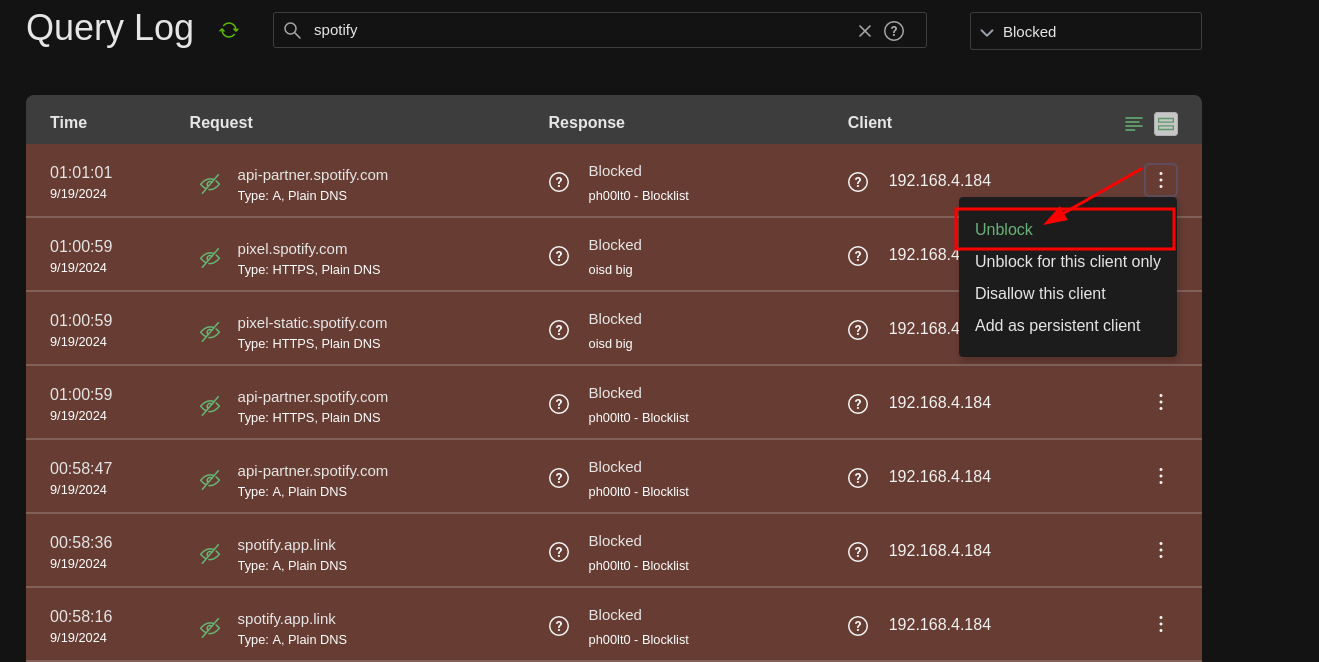 Query Log
spotify
Blocked
Time Request Response Client
01:01:01 api-partner.spotify.com Blocked 192.168.4.184
9/19/2024 Type: A, Plain DNS ph00lt0 - Blocklist
Unblock
Unblock for this client only
Disallow this client
Add as persistent client
01:00:59 pixel.spotify.com Blocked 192.168.4
9/19/2024 Type: HTTPS, Plain DNS oisd big
01:00:59 pixel-static.spotify.com Blocked 192.168.4
9/19/2024 Type: HTTPS, Plain DNS oisd big
01:00:59 api-partner.spotify.com Blocked 192.168.4.184
9/19/2024 Type: HTTPS, Plain DNS ph00lt0 - Blocklist
00:58:47 api-partner.spotify.com Blocked 192.168.4.184
9/19/2024 Type: A, Plain DNS ph00lt0 - Blocklist
00:58:36 spotify.app.link Blocked 192.168.4.184
9/19/2024 Type: A, Plain DNS ph00lt0 - Blocklist
00:58:16 spotify.app.link Blocked 192.168.4.184
9/19/2024 Type: A, Plain DNS ph00lt0 - Blocklist